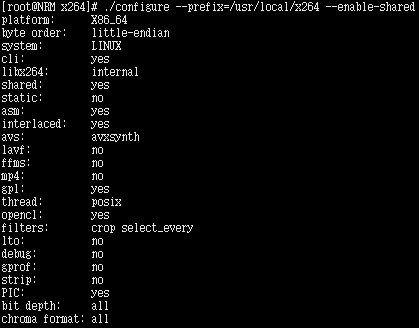 [root@NRM x264]# ./configure --prefix=/usr/local/x264 --enable-shared
platform:      X86_64
byte order:    little-endian
system:        LINUX
cli:           yes
libx264:       internal
shared:        yes
static:        no
asm:           yes
interlaced:    yes
avs:           avxsynth
lavf:          no
ffms:          no
mp4:           no
gpl:           yes
thread:        posix
opencl:        yes
filters:       crop select_every
lto:           no
debug:         no
gprof:         no
strip:         no
PIC:           yes
bit depth:     all
chroma format: all